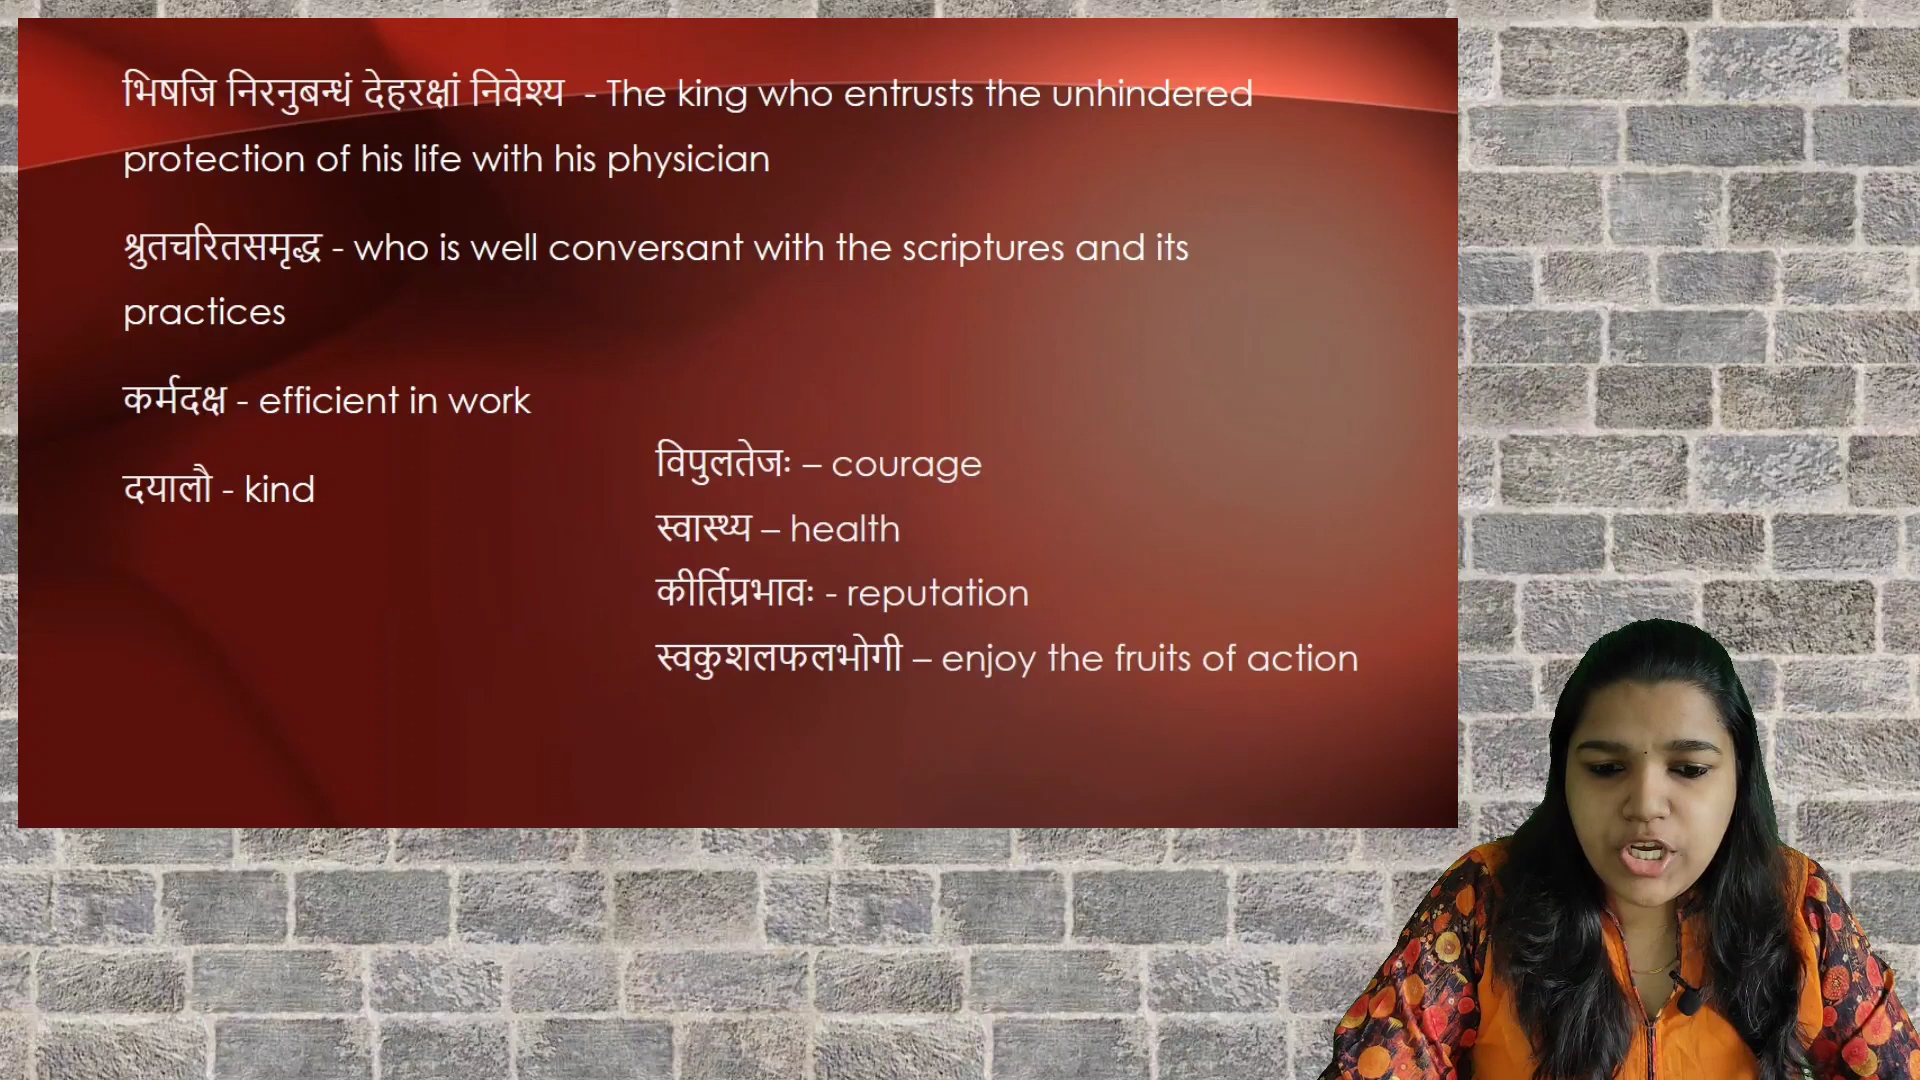 भिषजि निरनुबन्धं देहरक्षां निवेश्य - The king who entrusts the unhindered
protection of his life with his physician
श्रुतचरितसमृद्ध - who is well conversant with the scriptures and its
practices
कर्मदक्ष - efficient in work
दयालौ - kind
विपुलतेजः – courage
स्वास्थ्य – health
कीर्तिप्रभावः - reputation
स्वकुशलफलभोगी – enjoy the fruits of action